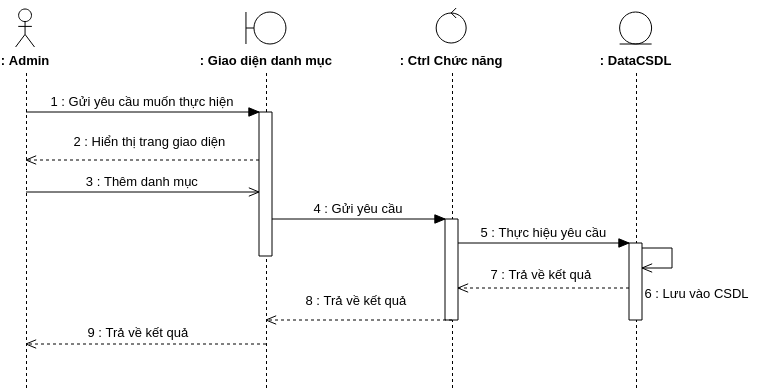 : Admin
: Giao diện danh mục
: Ctrl Chức năng
: DataCSDL
1 : Gửi yêu cầu muốn thực hiện
2 : Hiển thị trang giao diện
3 : Thêm danh mục
4 : Gửi yêu cầu
5 : Thực hiệu yêu cầu
7 : Trả về kết quả
6 : Lưu vào CSDL
8 : Trả về kết quả
9 : Trả về kết quả